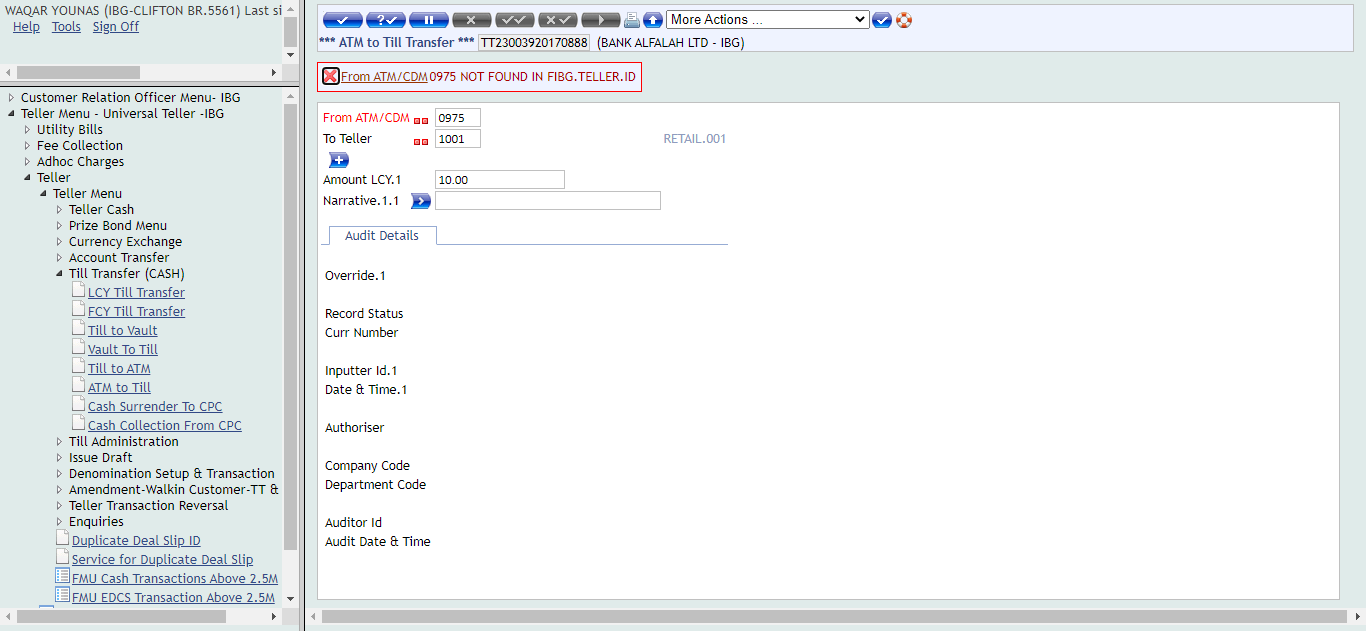 WAQAR YOUNAS (IBG-CLIFTON BR.5561) Last si
Help Tools Sign Off
Customer Relation Officer Menu- IBG
Teller Menu - Universal Teller -IBG
Utility Bills
Fee Collection
Adhoc Charges
Teller
Teller Menu
Teller Cash
Prize Bond Menu
Currency Exchange
Account Transfer
Till Transfer (CASH)
LCY Till Transfer
FCY Till Transfer
Till to Vault
Vault To Till
Till to ATM
ATM to Till
Cash Surrender To CPC
Cash Collection From CPC
Till Administration
Issue Draft
Denomination Setup & Transaction
Amendment-Walkin Customer-TT &
Teller Transaction Reversal
Enquiries
Duplicate Deal Slip ID
Service for Duplicate Deal Slip
FMU Cash Transactions Above 2.5M
FMU EDCS Transaction Above 2.5M
More Actions ...
*** ATM to Till Transfer *** TT23003920170888 (BANK ALFALAH LTD - IBG)
From ATM/CDM 0975 NOT FOUND IN FIBG.TELLER.ID
From ATM/CDM 0975
To Teller 1001 RETAIL.001
Amount LCY.1 10.00
Narrative.1.1
Audit Details
Override.1
Record Status
Curr Number
Inputter Id.1
Date & Time.1
Authoriser
Company Code
Department Code
Auditor Id
Audit Date & Time